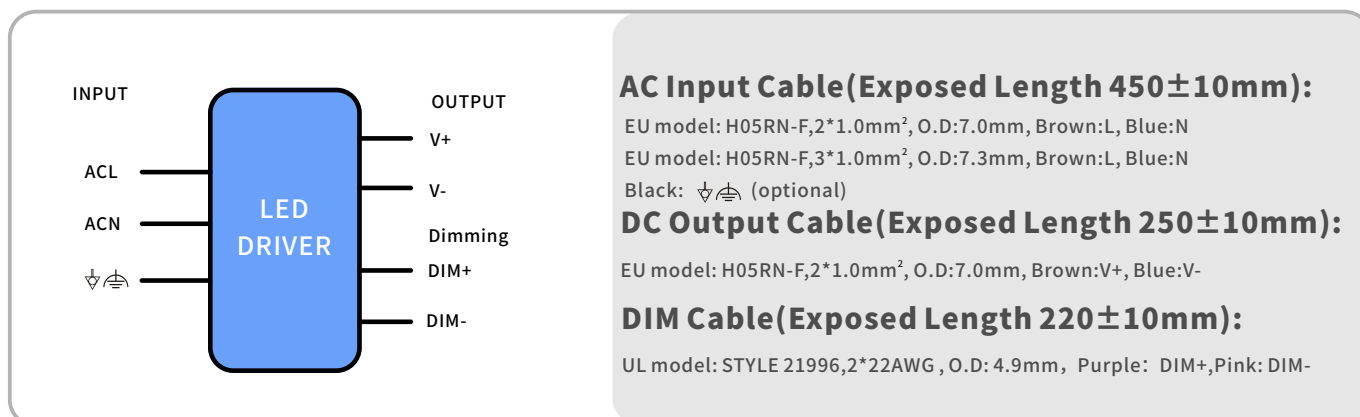 INPUT
ACL
ACN
LED
DRIVER
OUTPUT
V+
V-
Dimming
DIM+
DIM-
AC Input Cable(Exposed Length 450±10mm):
EU model: H05RN-F,2*1.0mm², O.D:7.0mm, Brown:L, Blue:N
EU model: H05RN-F,3*1.0mm², O.D:7.3mm, Brown:L, Blue:N
Black: (optional)
DC Output Cable(Exposed Length 250±10mm):
EU model: H05RN-F,2*1.0mm², O.D:7.0mm, Brown:V+, Blue:V-
DIM Cable(Exposed Length 220±10mm):
UL model: STYLE 21996,2*22AWG , O.D: 4.9mm, Purple: DIM+,Pink: DIM-